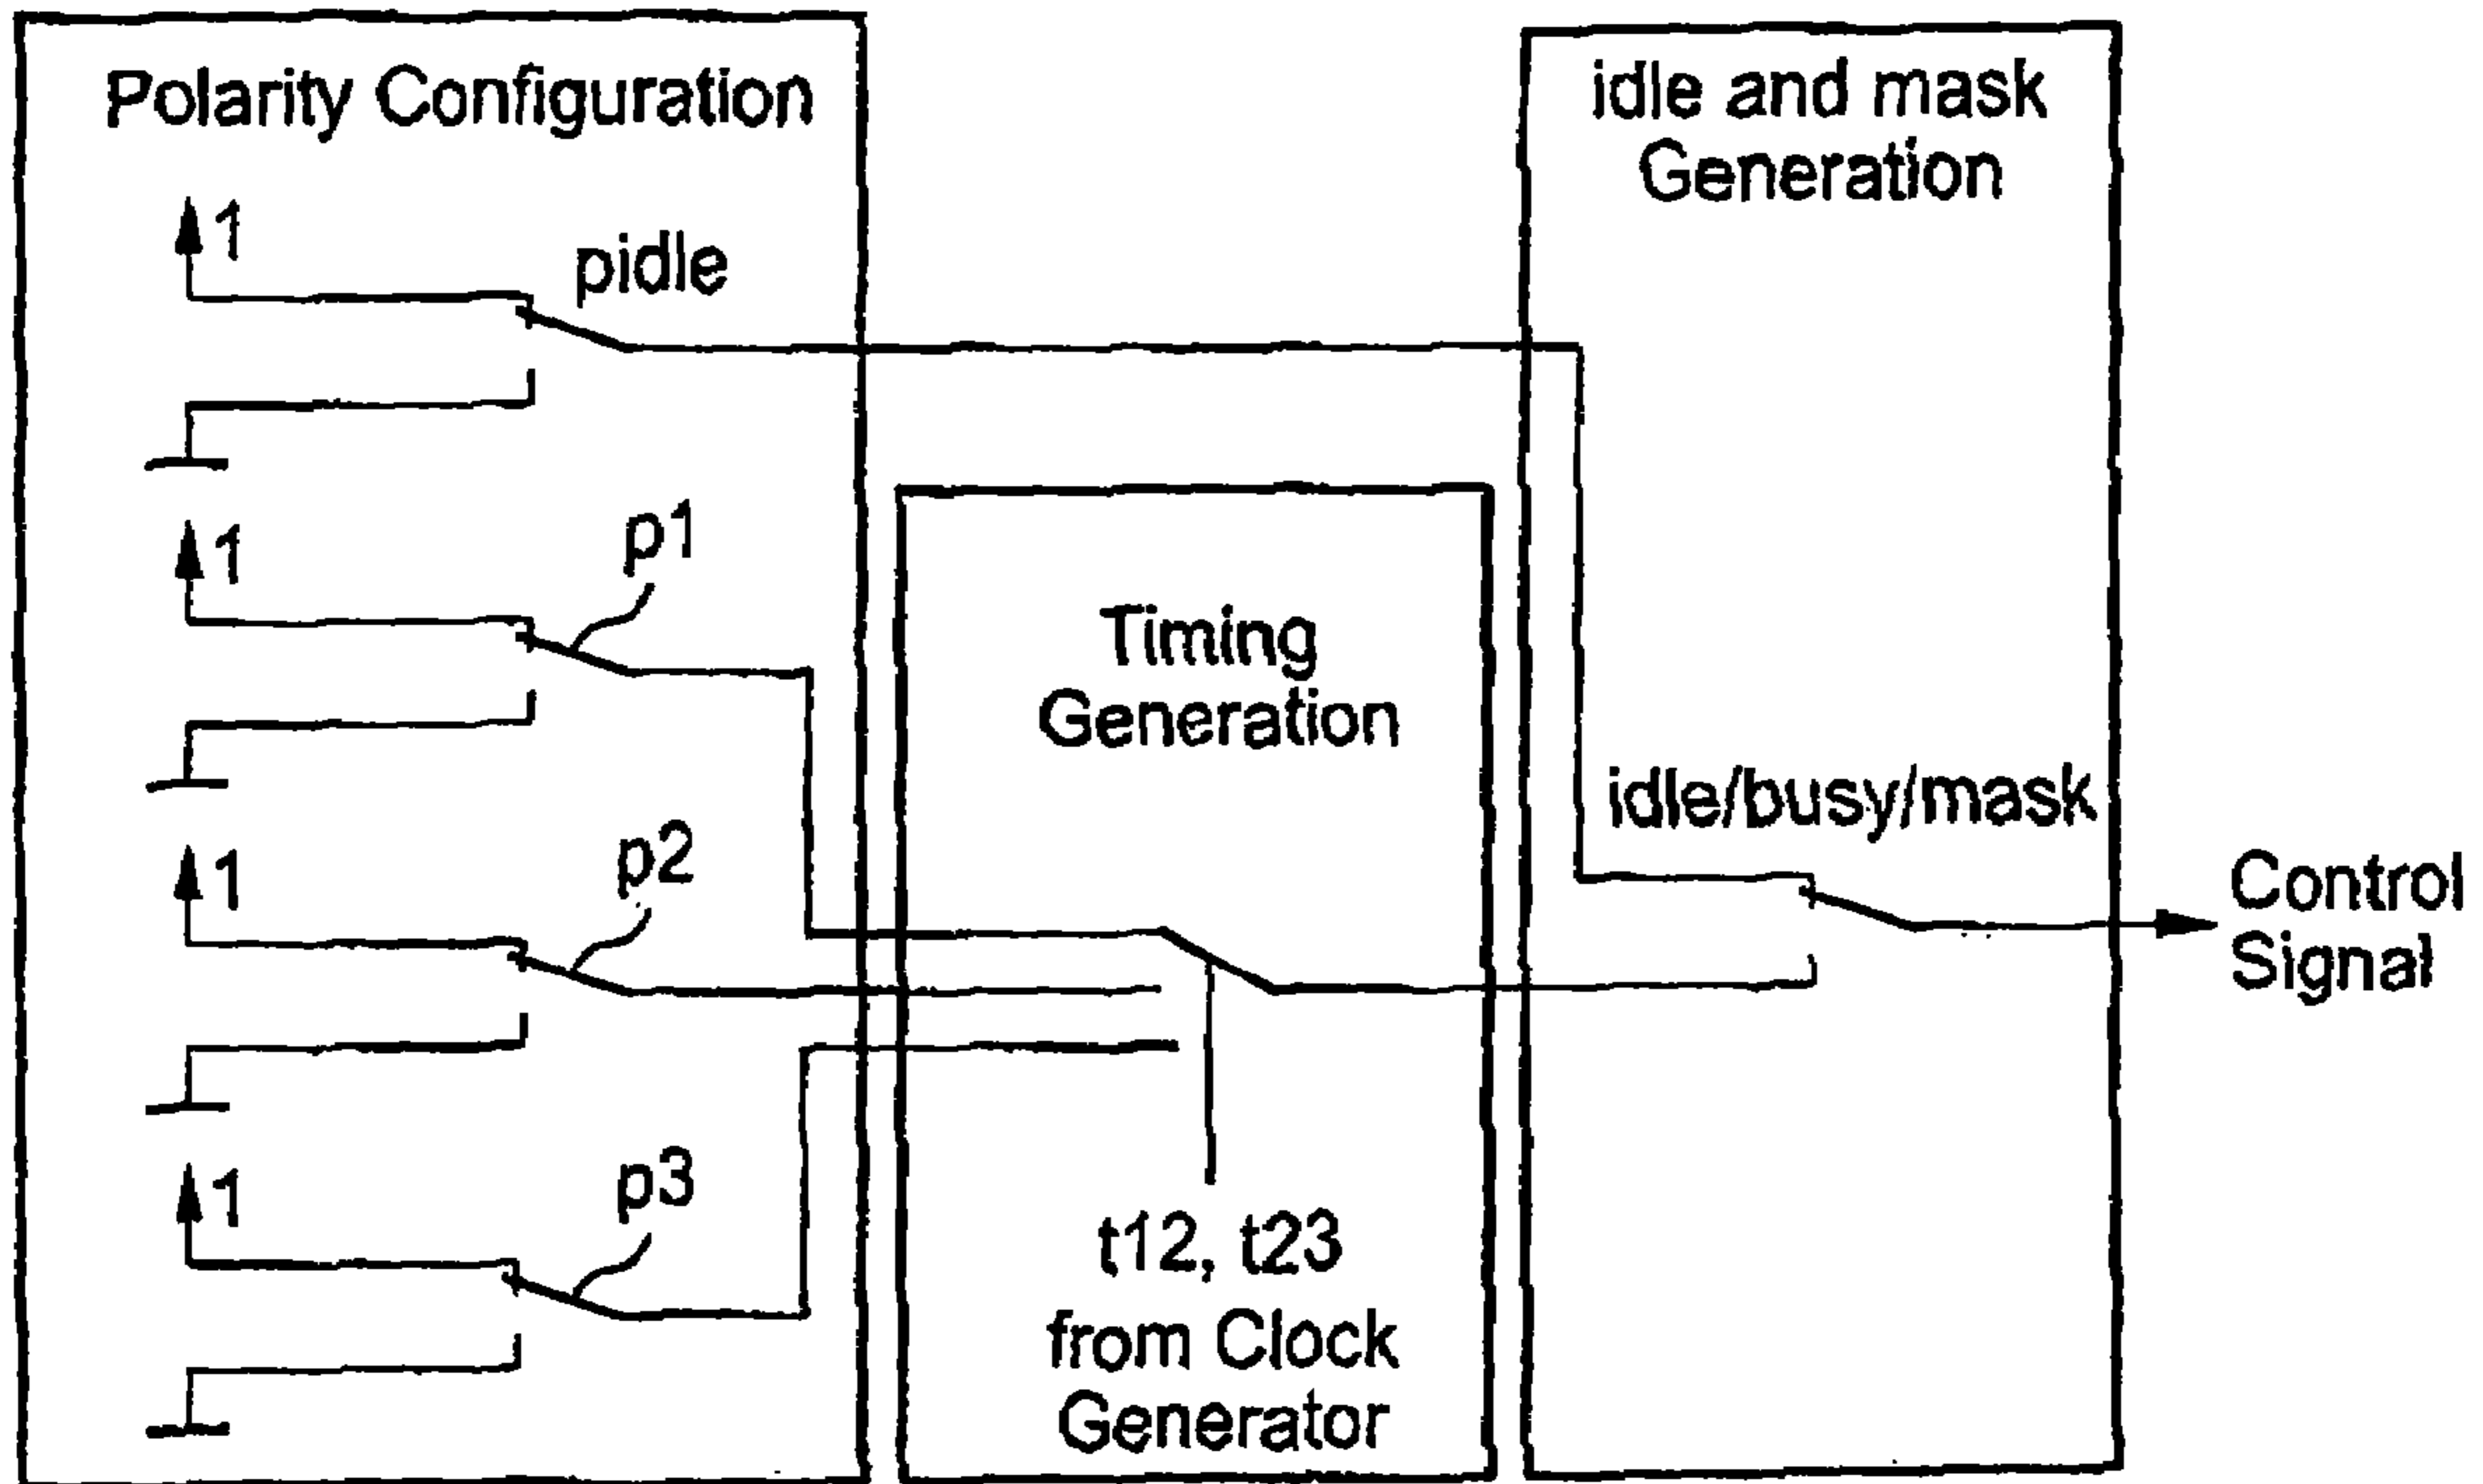 Polarity Configuration
1
pidle
1
p1
1
p2
1
p3
Timing
Generation
t12, t23
from Clock
Generator
idle and mask
Generation
idle/busy/mask
Control
Signal